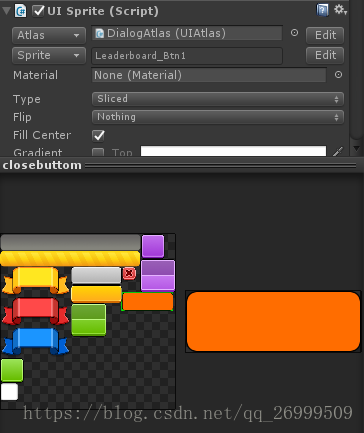 UI Sprite (Script)
Atlas DialogAtlas (UIAtlas) Edit
Sprite Leaderboard_Btn1 Edit
Material None (Material)
Type Sliced
Flip Nothing
Fill Center
Gradient Top
closebuttom
https://blog.csdn.net/qq_26999509